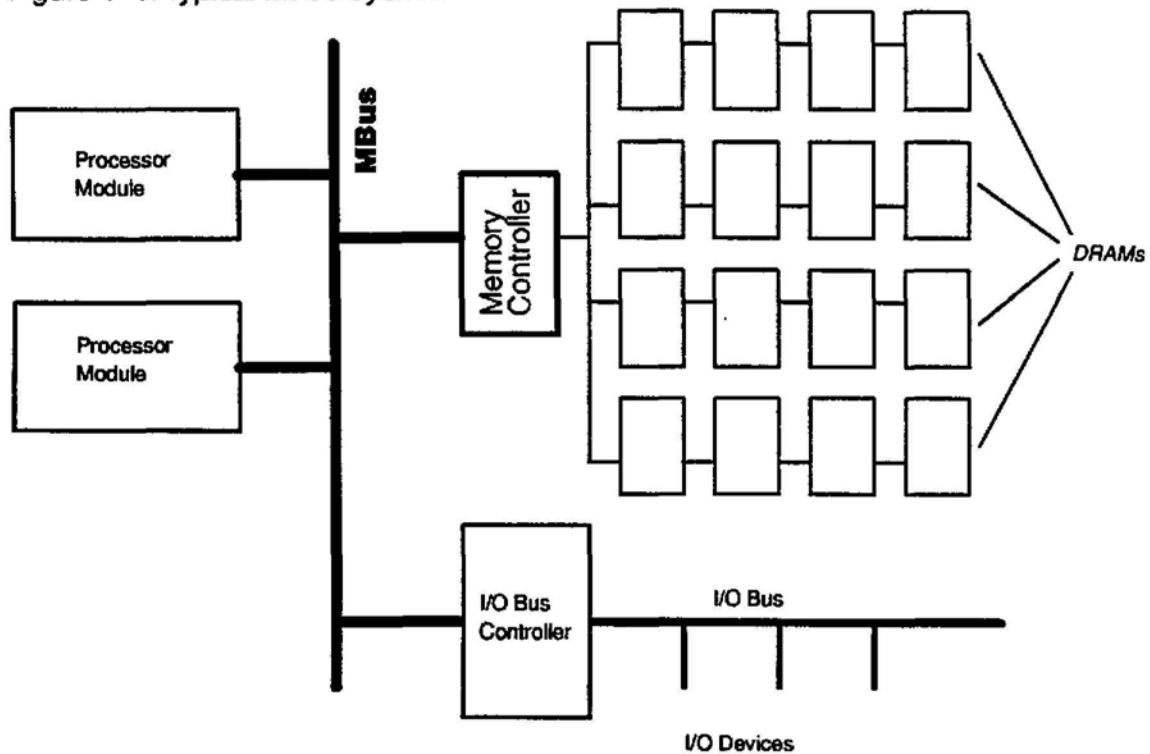 Processor
Module
MBus
Memory
Controller
DRAMs
Processor
Module
I/O Bus
Controller
I/O Bus
I/O Devices